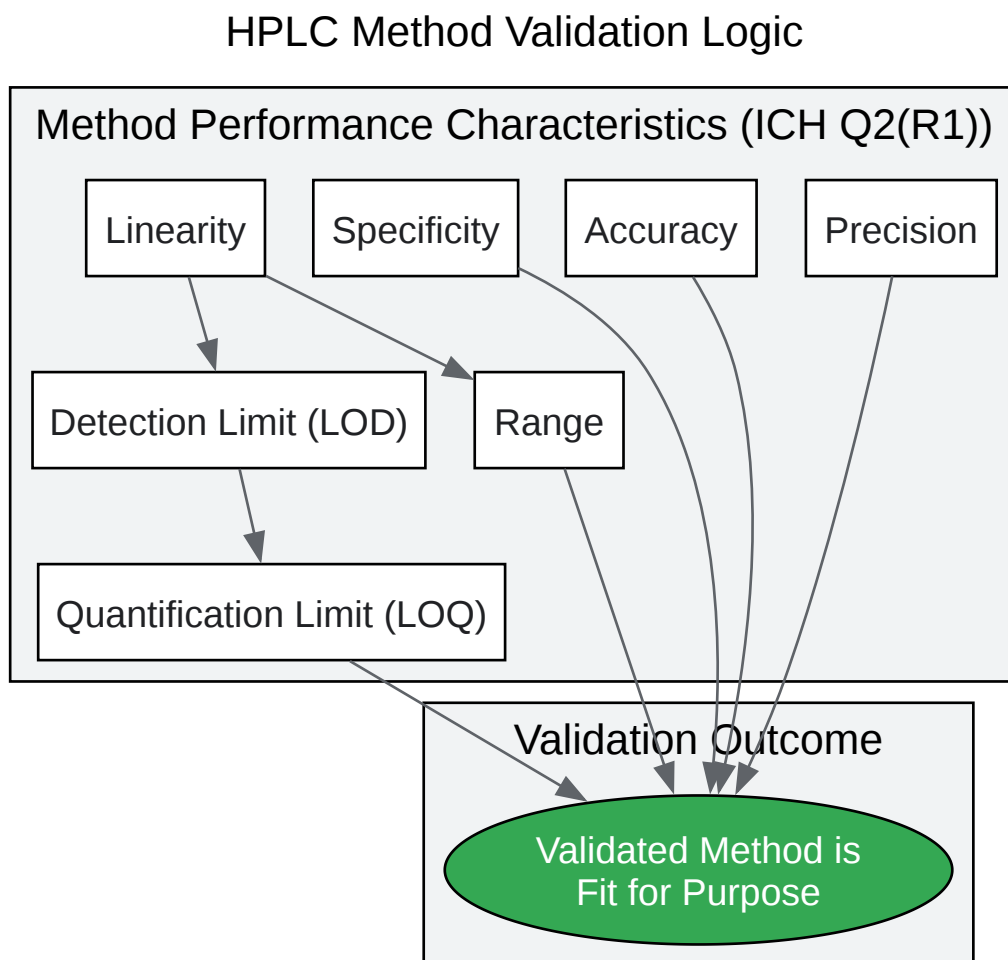 HPLC Method Validation Logic
Method Performance Characteristics (ICH Q2(R1))
Linearity
Specificity
Accuracy
Precision
Detection Limit (LOD)
Range
Quantification Limit (LOQ)
Validation Outcome
Validated Method is
Fit for Purpose